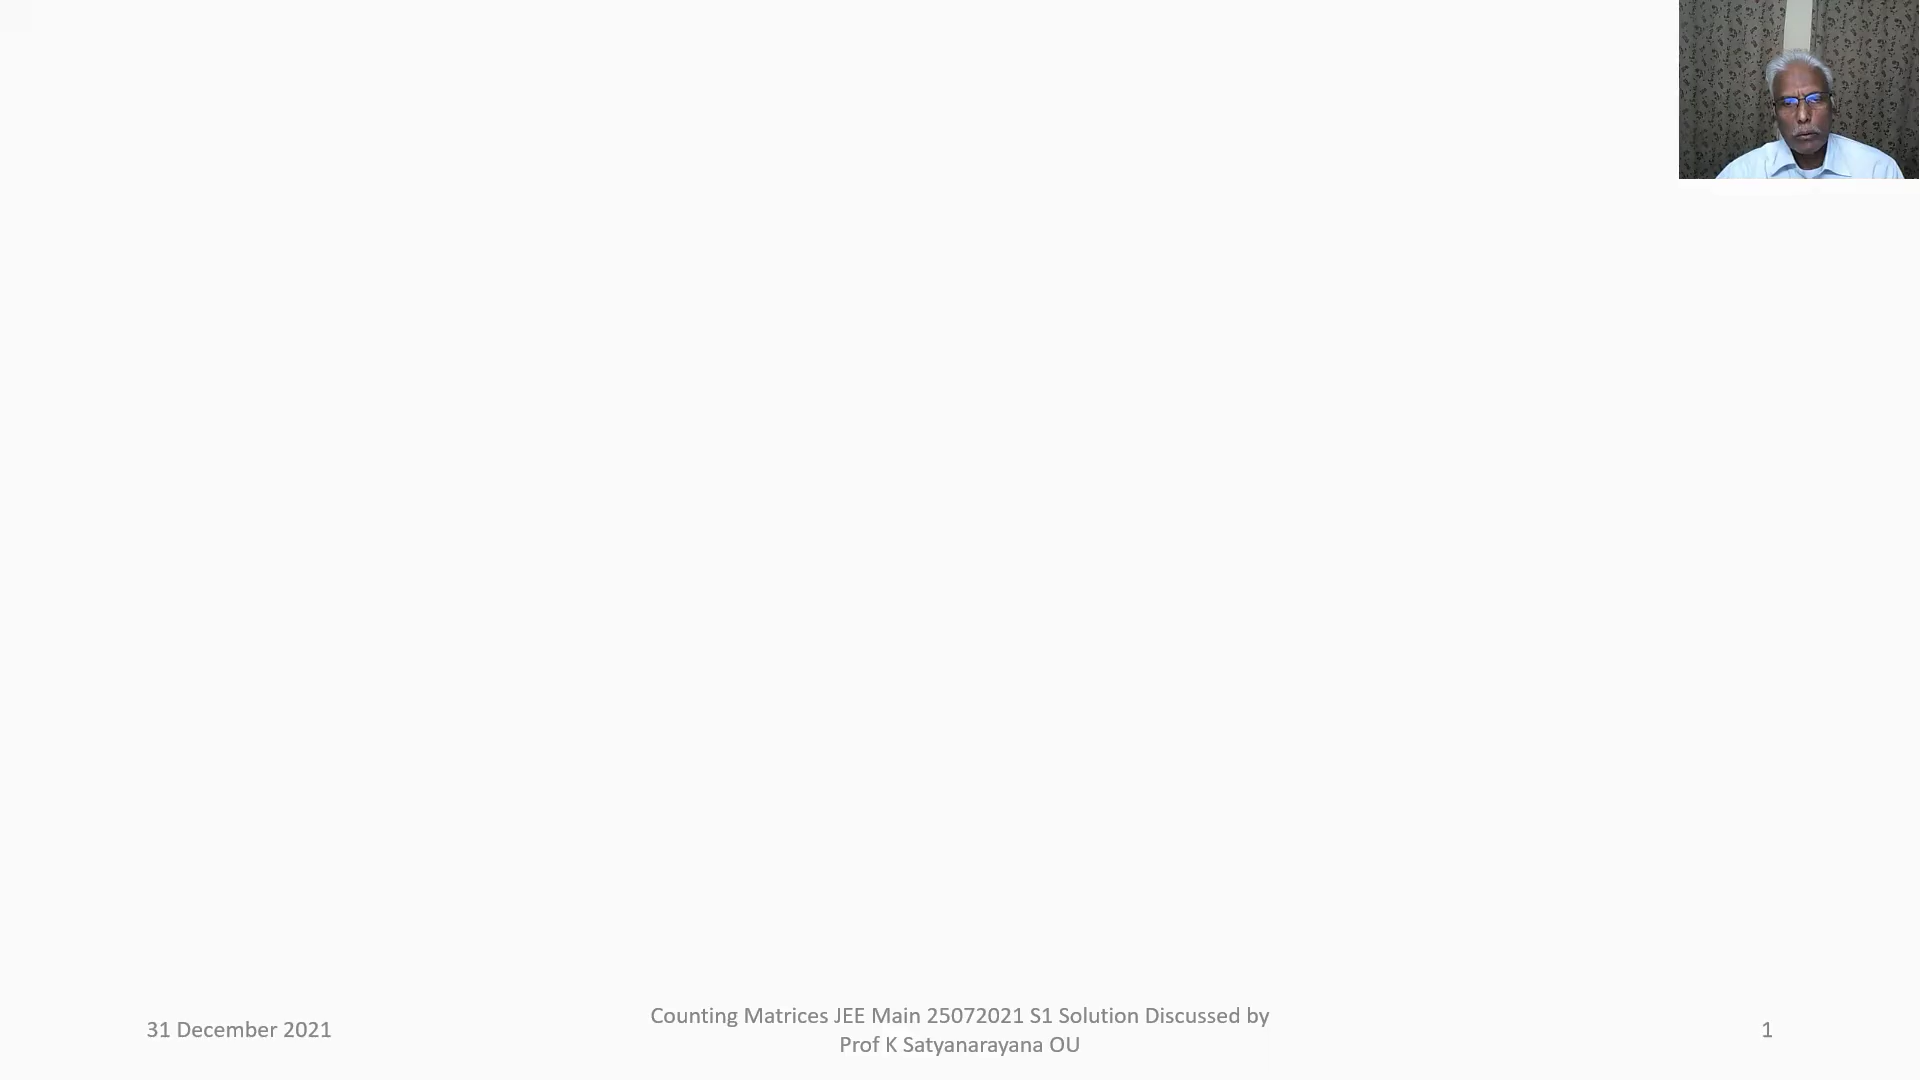 31 December 2021
Counting Matrices JEE Main 25072021 S1 Solution Discussed by
Prof K Satyanarayana OU
1